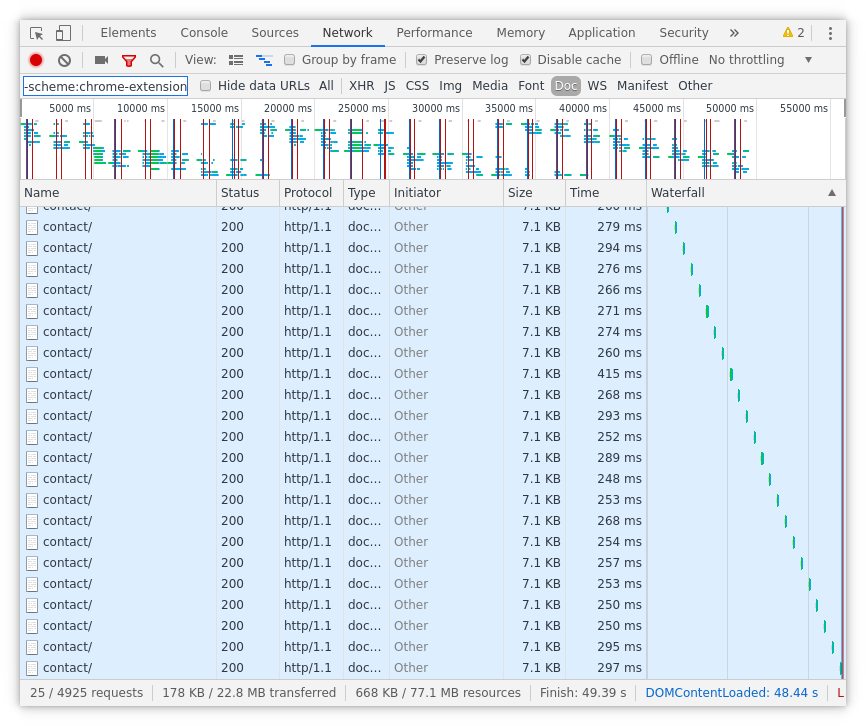 Elements Console Sources Network Performance Memory Application Security » 2
View: Group by frame Preserve log Disable cache Offline No throttling
-scheme:chrome-extension Hide data URLs All XHR JS CSS Img Media Font Doc WS Manifest Other
5000 ms 10000 ms 15000 ms 20000 ms 25000 ms 30000 ms 35000 ms 40000 ms 45000 ms 50000 ms 55000 ms
Name Status Protocol Type Initiator Size Time Waterfall
contact/ 200 http/1.1 doc... Other 7.1 KB 260 ms
contact/ 200 http/1.1 doc... Other 7.1 KB 279 ms
contact/ 200 http/1.1 doc... Other 7.1 KB 294 ms
contact/ 200 http/1.1 doc... Other 7.1 KB 276 ms
contact/ 200 http/1.1 doc... Other 7.1 KB 266 ms
contact/ 200 http/1.1 doc... Other 7.1 KB 271 ms
contact/ 200 http/1.1 doc... Other 7.1 KB 274 ms
contact/ 200 http/1.1 doc... Other 7.1 KB 260 ms
contact/ 200 http/1.1 doc... Other 7.1 KB 415 ms
contact/ 200 http/1.1 doc... Other 7.1 KB 268 ms
contact/ 200 http/1.1 doc... Other 7.1 KB 293 ms
contact/ 200 http/1.1 doc... Other 7.1 KB 252 ms
contact/ 200 http/1.1 doc... Other 7.1 KB 289 ms
contact/ 200 http/1.1 doc... Other 7.1 KB 248 ms
contact/ 200 http/1.1 doc... Other 7.1 KB 253 ms
contact/ 200 http/1.1 doc... Other 7.1 KB 268 ms
contact/ 200 http/1.1 doc... Other 7.1 KB 254 ms
contact/ 200 http/1.1 doc... Other 7.1 KB 257 ms
contact/ 200 http/1.1 doc... Other 7.1 KB 253 ms
contact/ 200 http/1.1 doc... Other 7.1 KB 250 ms
contact/ 200 http/1.1 doc... Other 7.1 KB 250 ms
contact/ 200 http/1.1 doc... Other 7.1 KB 295 ms
contact/ 200 http/1.1 doc... Other 7.1 KB 297 ms
25 / 4925 requests 178 KB / 22.8 MB transferred 668 KB / 77.1 MB resources Finish: 49.39 s DOMContentLoaded: 48.44 s L